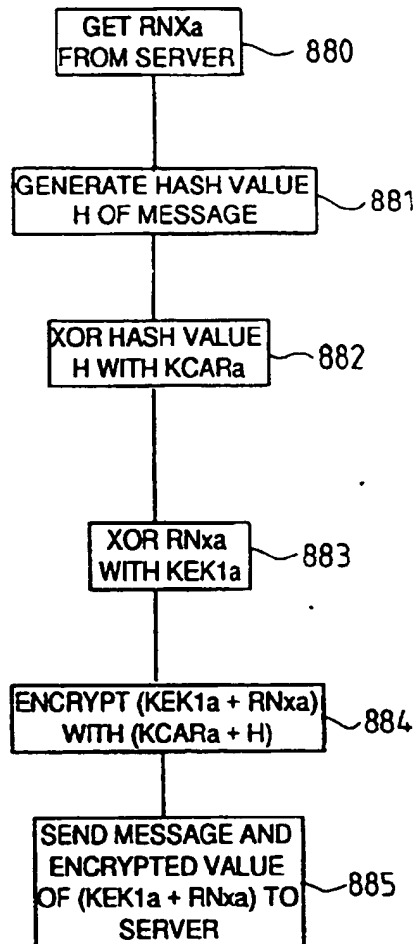 GET RNXa
FROM SERVER
880
GENERATE HASH VALUE
H OF MESSAGE
881
XOR HASH VALUE
H WITH KCARa
882
XOR RNxa
WITH KEK1a
883
ENCRYPT (KEK1a + RNxa)
WITH (KCARa + H)
884
SEND MESSAGE AND
ENCRYPTED VALUE
OF (KEK1a + RNxa) TO
SERVER
885